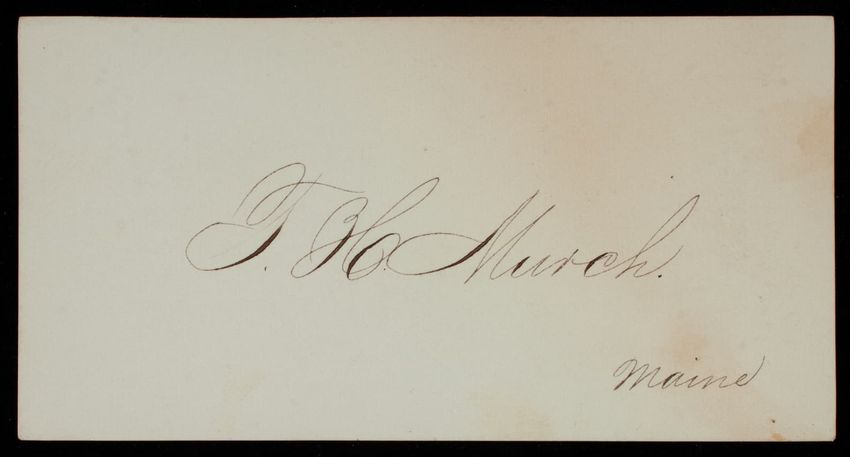 T. H. Murch.
Maine